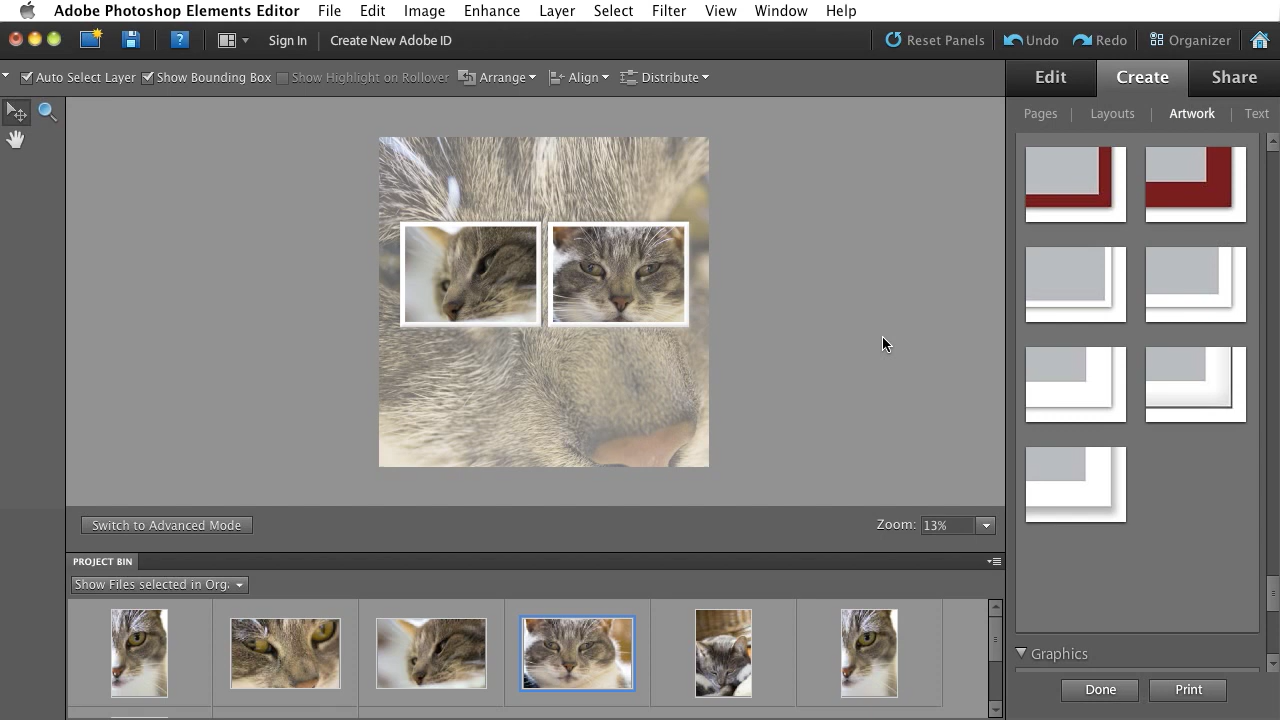 Adobe Photoshop Elements Editor File Edit Image Enhance Layer Select Filter View Window Help
? Sign In Create New Adobe ID Reset Panels Undo Redo Organizer
Auto Select Layer Show Bounding Box Show Highlight on Rollover Arrange Align Distribute
Edit Create Share
Pages Layouts Artwork Text
Switch to Advanced Mode Zoom: 13%
PROJECT BIN
Show Files selected in Org.
Graphics
Done Print